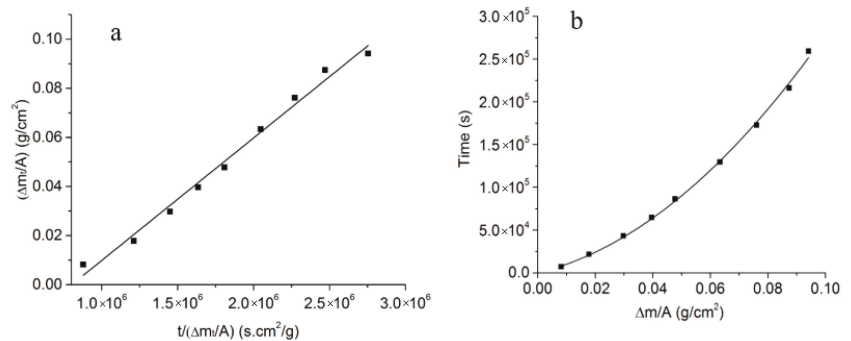 a
0.10
0.08
0.06
0.04
0.02
0.00
(Δmₜ/A) (g/cm²)
1.0×10⁶ 1.5×10⁶ 2.0×10⁶ 2.5×10⁶ 3.0×10⁶
t/(Δmₜ/A) (s.cm²/g)
b
3.0×10⁵
2.5×10⁵
2.0×10⁵
1.5×10⁵
1.0×10⁵
5.0×10⁴
0.0
Time (s)
0.00 0.02 0.04 0.06 0.08 0.10
Δm/A (g/cm²)